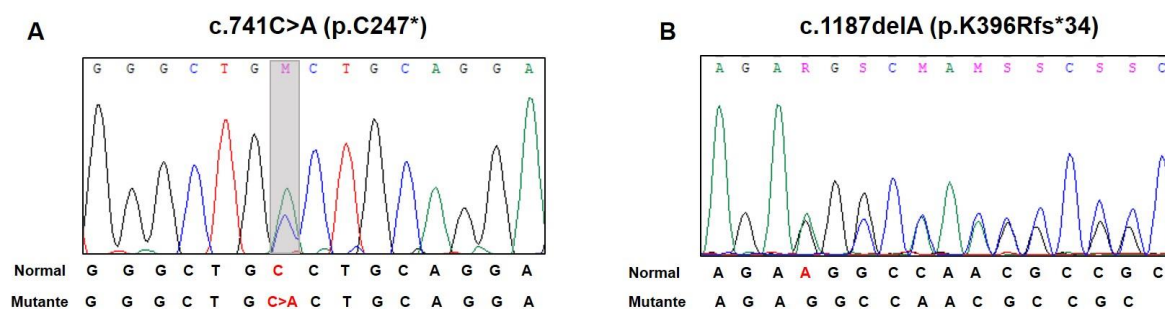 c.741C>A (p.C247*)
A
G G G C T G M C T G C A G G A
Normal G G G C T G C C T G C A G G A
Mutante G G G C T G C>A C T G C A G G A
c.1187delA (p.K396Rfs*34)
B
A G A R G S C M A M S S C S S C
Normal A G A A G G C C A A C G C C G C
Mutante A G A G G C C A A C G C C G C